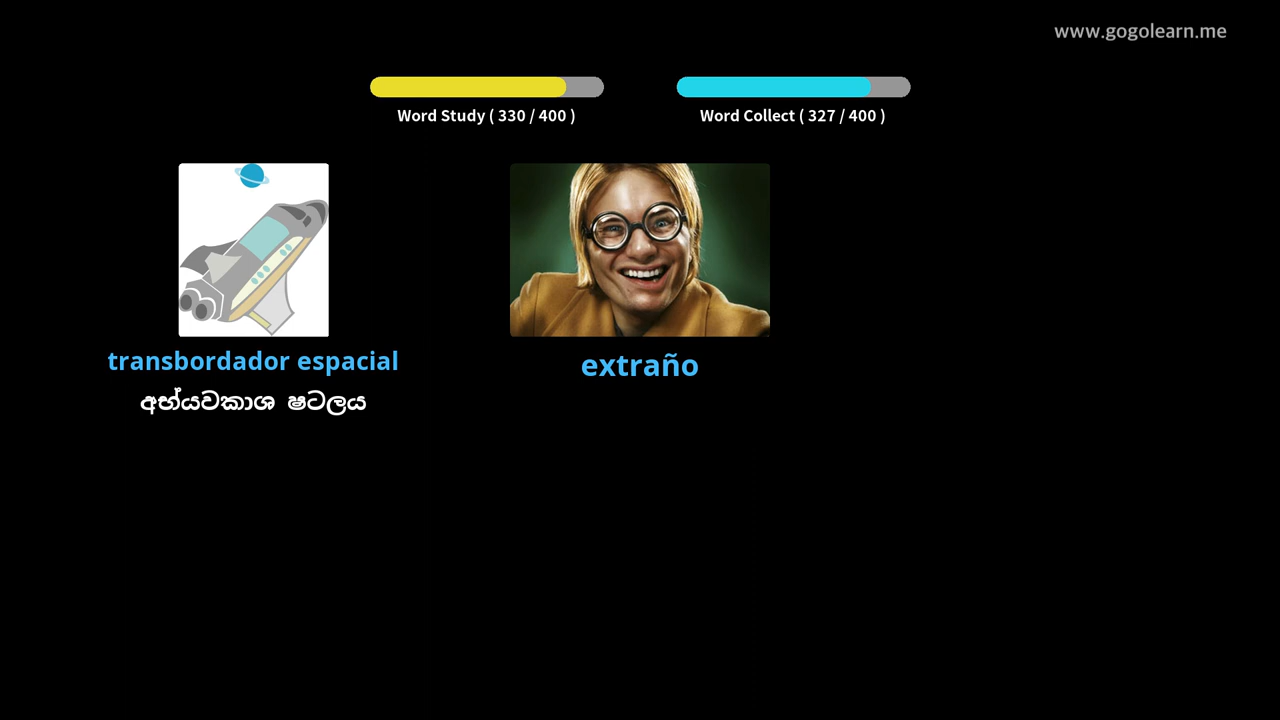 www.gogolearn.me
Word Study ( 330 / 400 )
Word Collect ( 327 / 400 )
transbordador espacial
අභ්යවකාශ ෂටලය
extraño